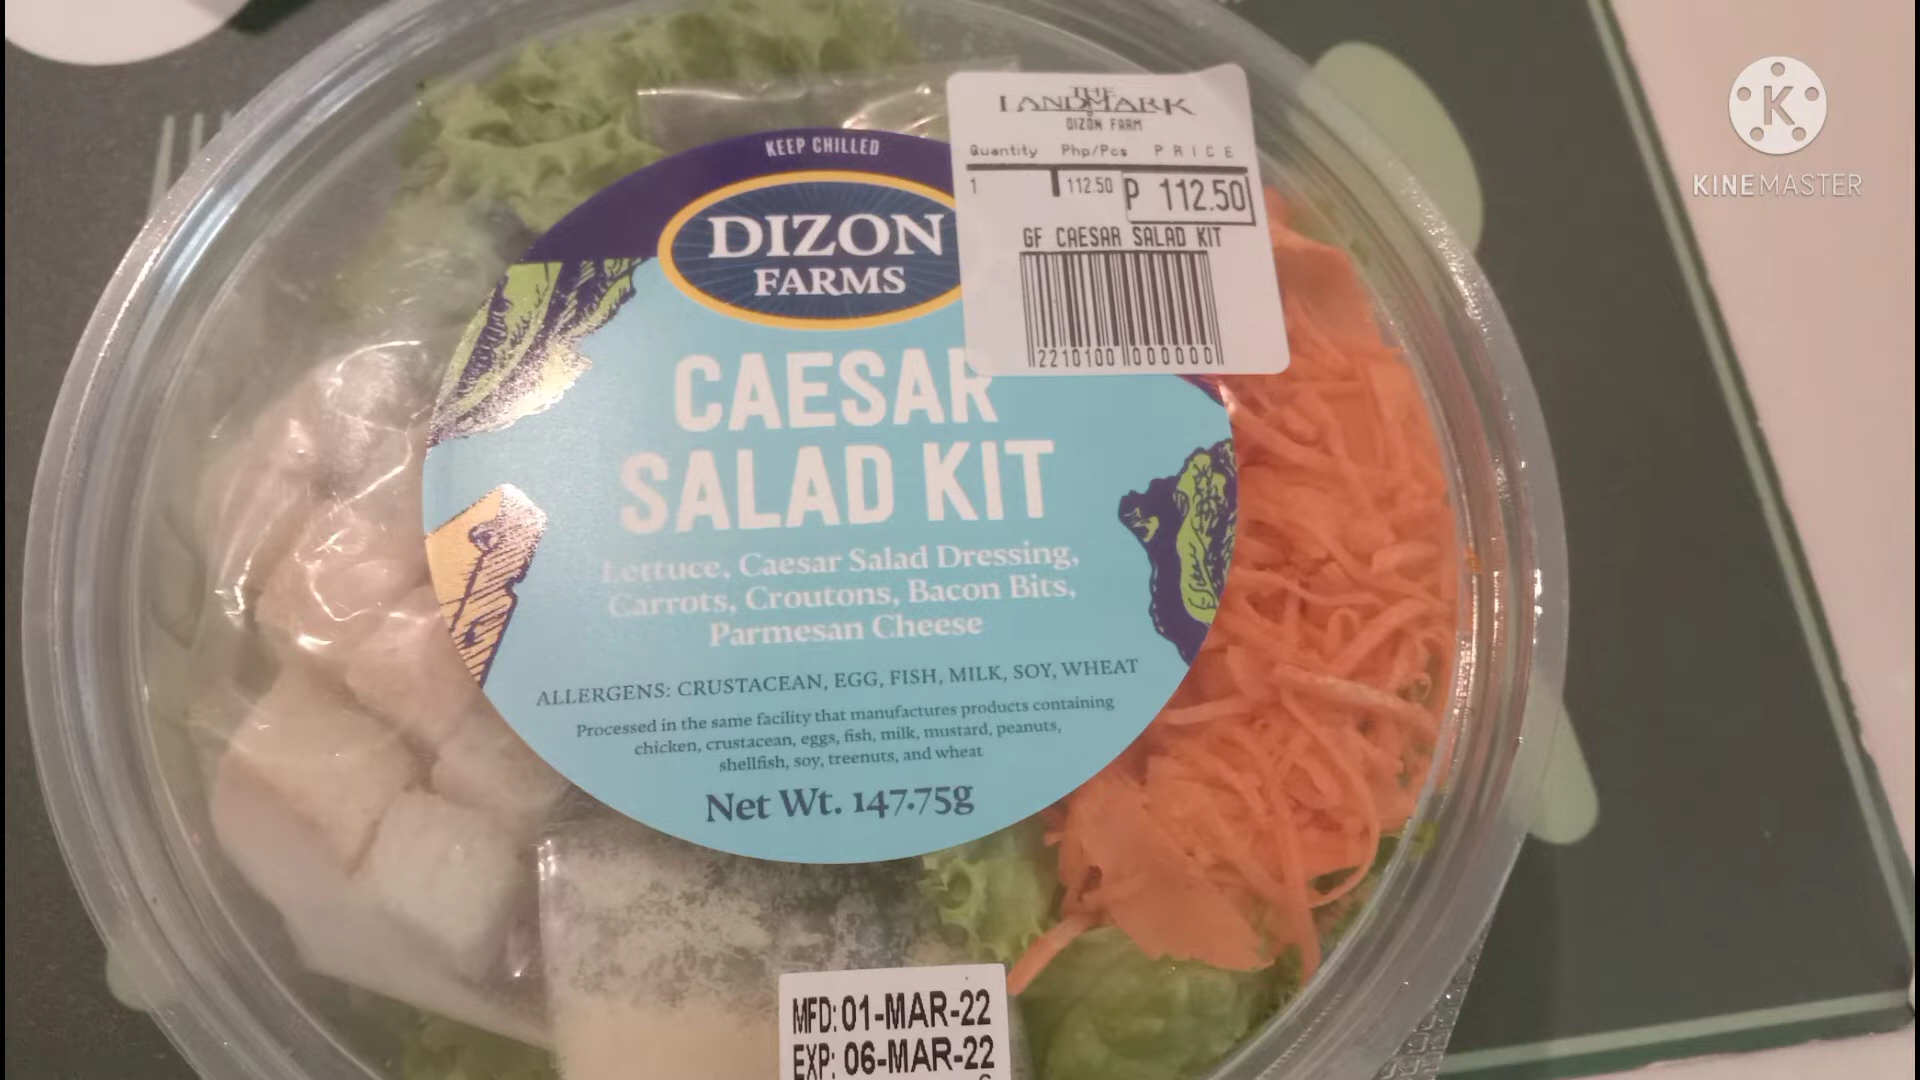 KEEP CHILLED
DIZON
FARMS
CAESAR
SALAD KIT
Lettuce, Caesar Salad Dressing,
Carrots, Croutons, Bacon Bits,
Parmesan Cheese
ALLERGENS: CRUSTACEAN, EGG, FISH, MILK, SOY, WHEAT
Processed in the same facility that manufactures products containing
chicken, crustacean, eggs, fish, milk, mustard, peanuts,
shellfish, soy, treenuts, and wheat
Net Wt. 147.75g
THE
LANDMARK
DIZON FARM
Quantity Php/Pcs PRICE
1 112.50 P 112.50
GF CAESAR SALAD KIT
2210100 000000
MFD: 01-MAR-22
EXP: 06-MAR-22
K
KINEMASTER